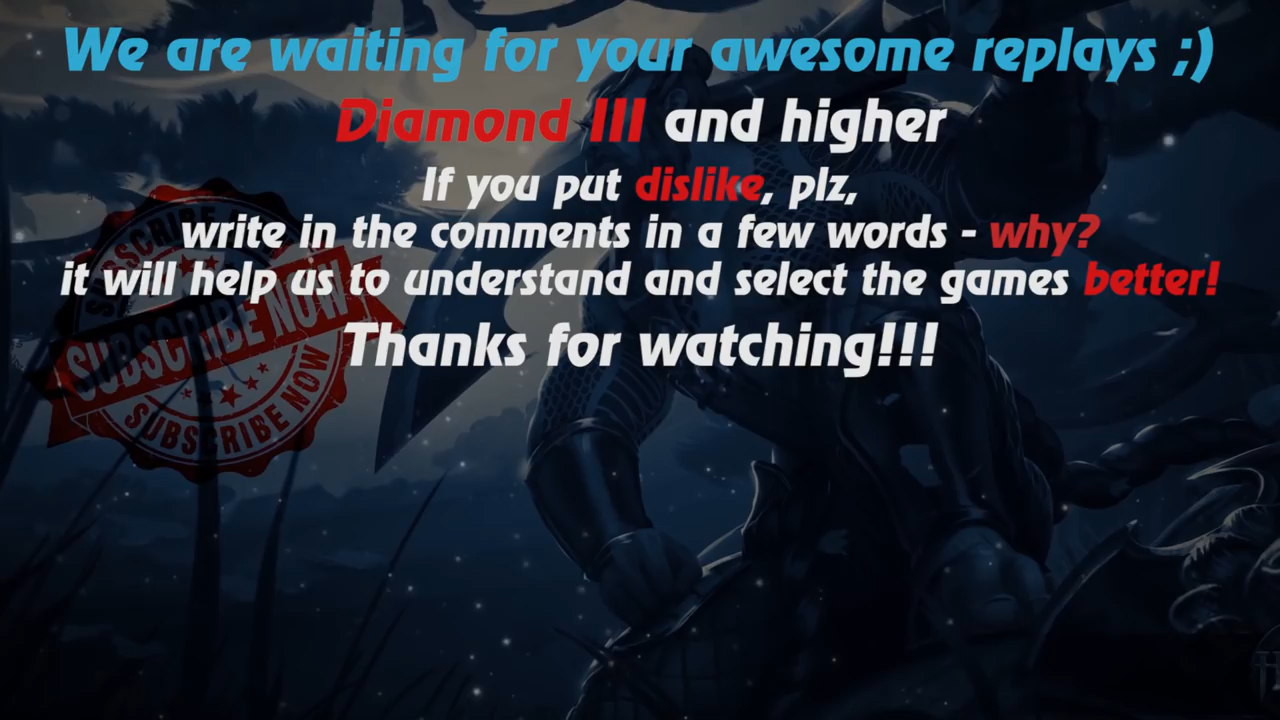 We are waiting for your awesome replays ;)
Diamond III and higher
If you put dislike, plz,
write in the comments in a few words - why?
it will help us to understand and select the games better!
Thanks for watching!!!
SUBSCRIBE NOW
SUBSCRIBE NOW